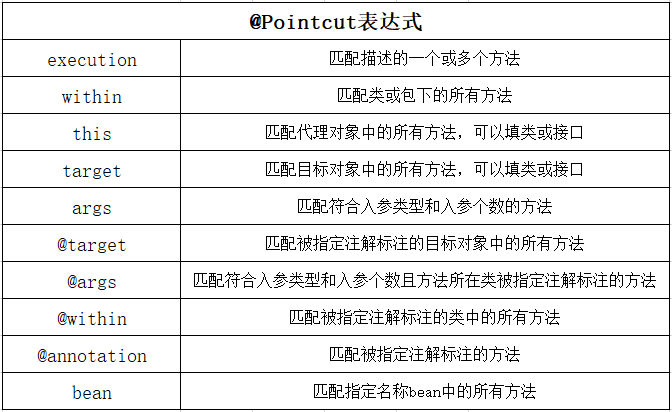 @Pointcut表达式
execution 匹配描述的一个或多个方法
within 匹配类或包下的所有方法
this 匹配代理对象中的所有方法，可以填类或接口
target 匹配目标对象中的所有方法，可以填类或接口
args 匹配符合入参类型和入参个数的方法
@target 匹配被指定注解标注的目标对象中的所有方法
@args 匹配符合入参类型和入参个数且方法所在类被指定注解标注的方法
@within 匹配被指定注解标注的类中的所有方法
@annotation 匹配被指定注解标注的方法
bean 匹配指定名称bean中的所有方法